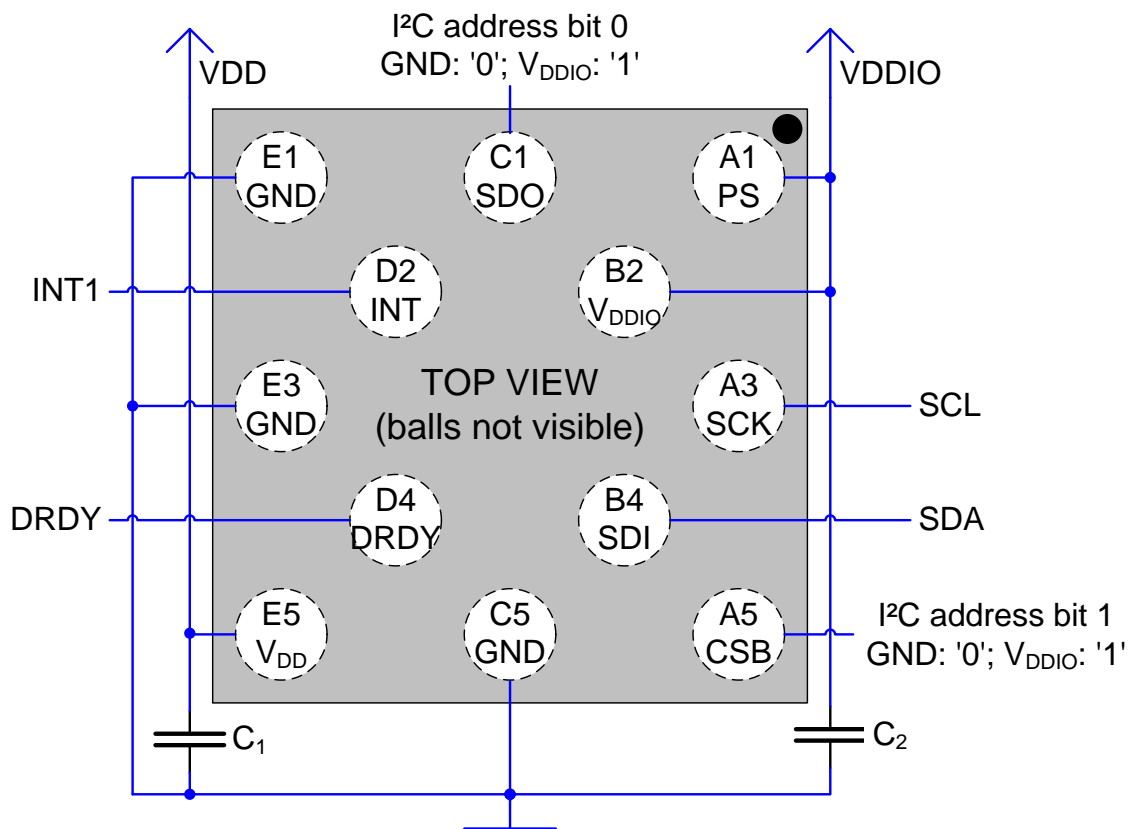 I²C address bit 0
GND: '0'; VDDIO: '1'
VDD
VDDIO
E1
GND
C1
SDO
A1
PS
INT1
D2
INT
B2
VDDIO
E3
GND
TOP VIEW
(balls not visible)
A3
SCK
SCL
DRDY
D4
DRDY
B4
SDI
SDA
E5
VDD
C5
GND
A5
CSB
I²C address bit 1
GND: '0'; VDDIO: '1'
C1
C2